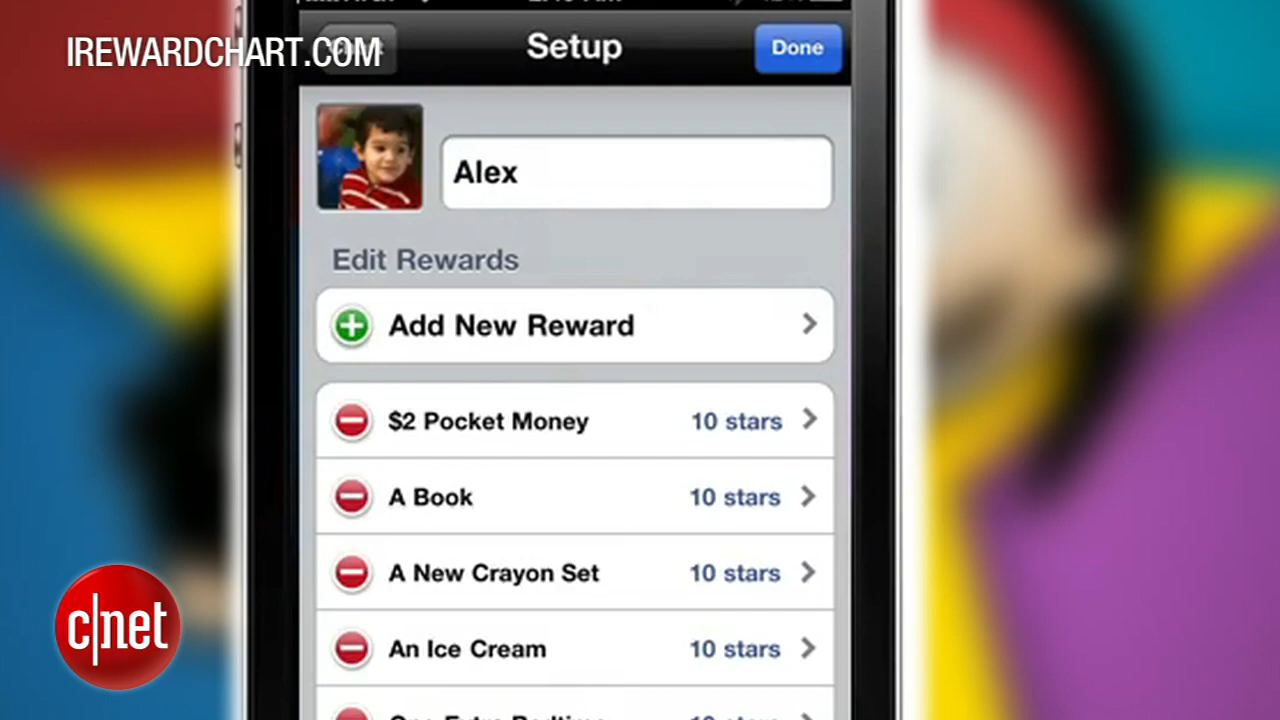 IREWARDCHART.COM
Setup
Done
Alex
Edit Rewards
Add New Reward
$2 Pocket Money 10 stars
A Book 10 stars
A New Crayon Set 10 stars
An Ice Cream 10 stars
c|net